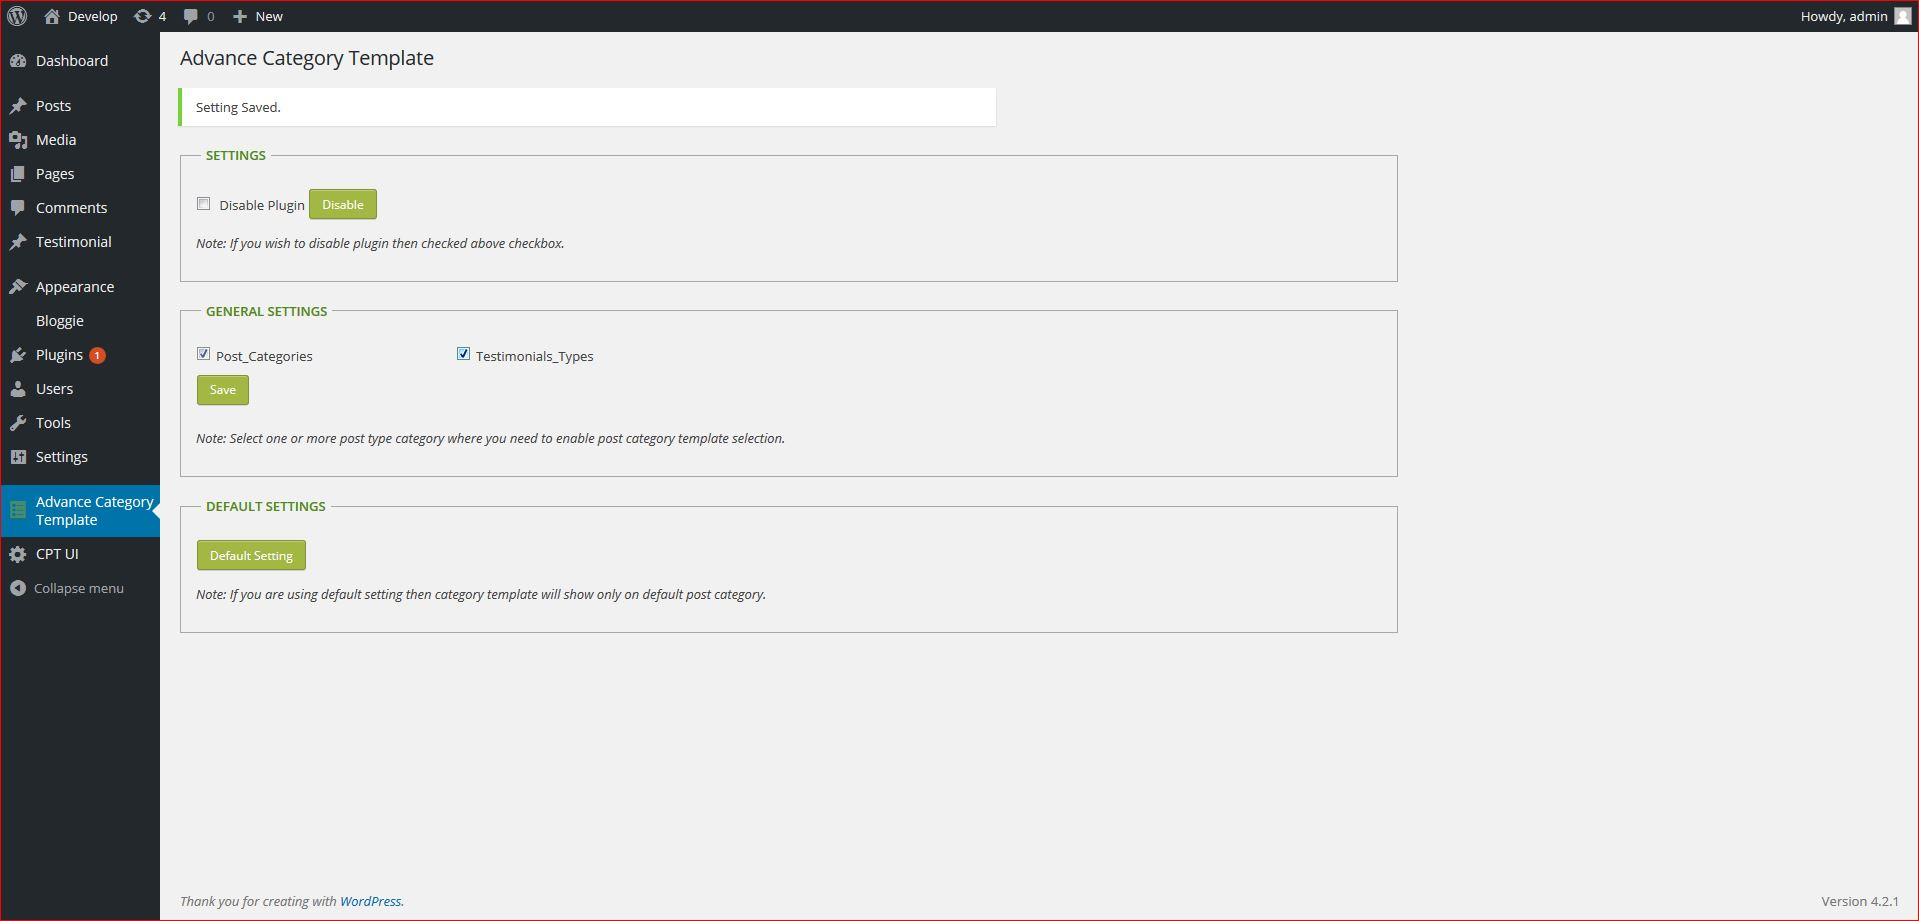 Develop 4 0 New Howdy, admin
Dashboard
Posts
Media
Pages
Comments
Testimonial
Appearance
Bloggie
Plugins 1
Users
Tools
Settings
Advance Category
Template
CPT UI
Collapse menu
Advance Category Template
Setting Saved.
SETTINGS
Disable Plugin Disable
Note: If you wish to disable plugin then checked above checkbox.
GENERAL SETTINGS
Post_Categories Testimonials_Types
Save
Note: Select one or more post type category where you need to enable post category template selection.
DEFAULT SETTINGS
Default Setting
Note: If you are using default setting then category template will show only on default post category.
Thank you for creating with WordPress. Version 4.2.1